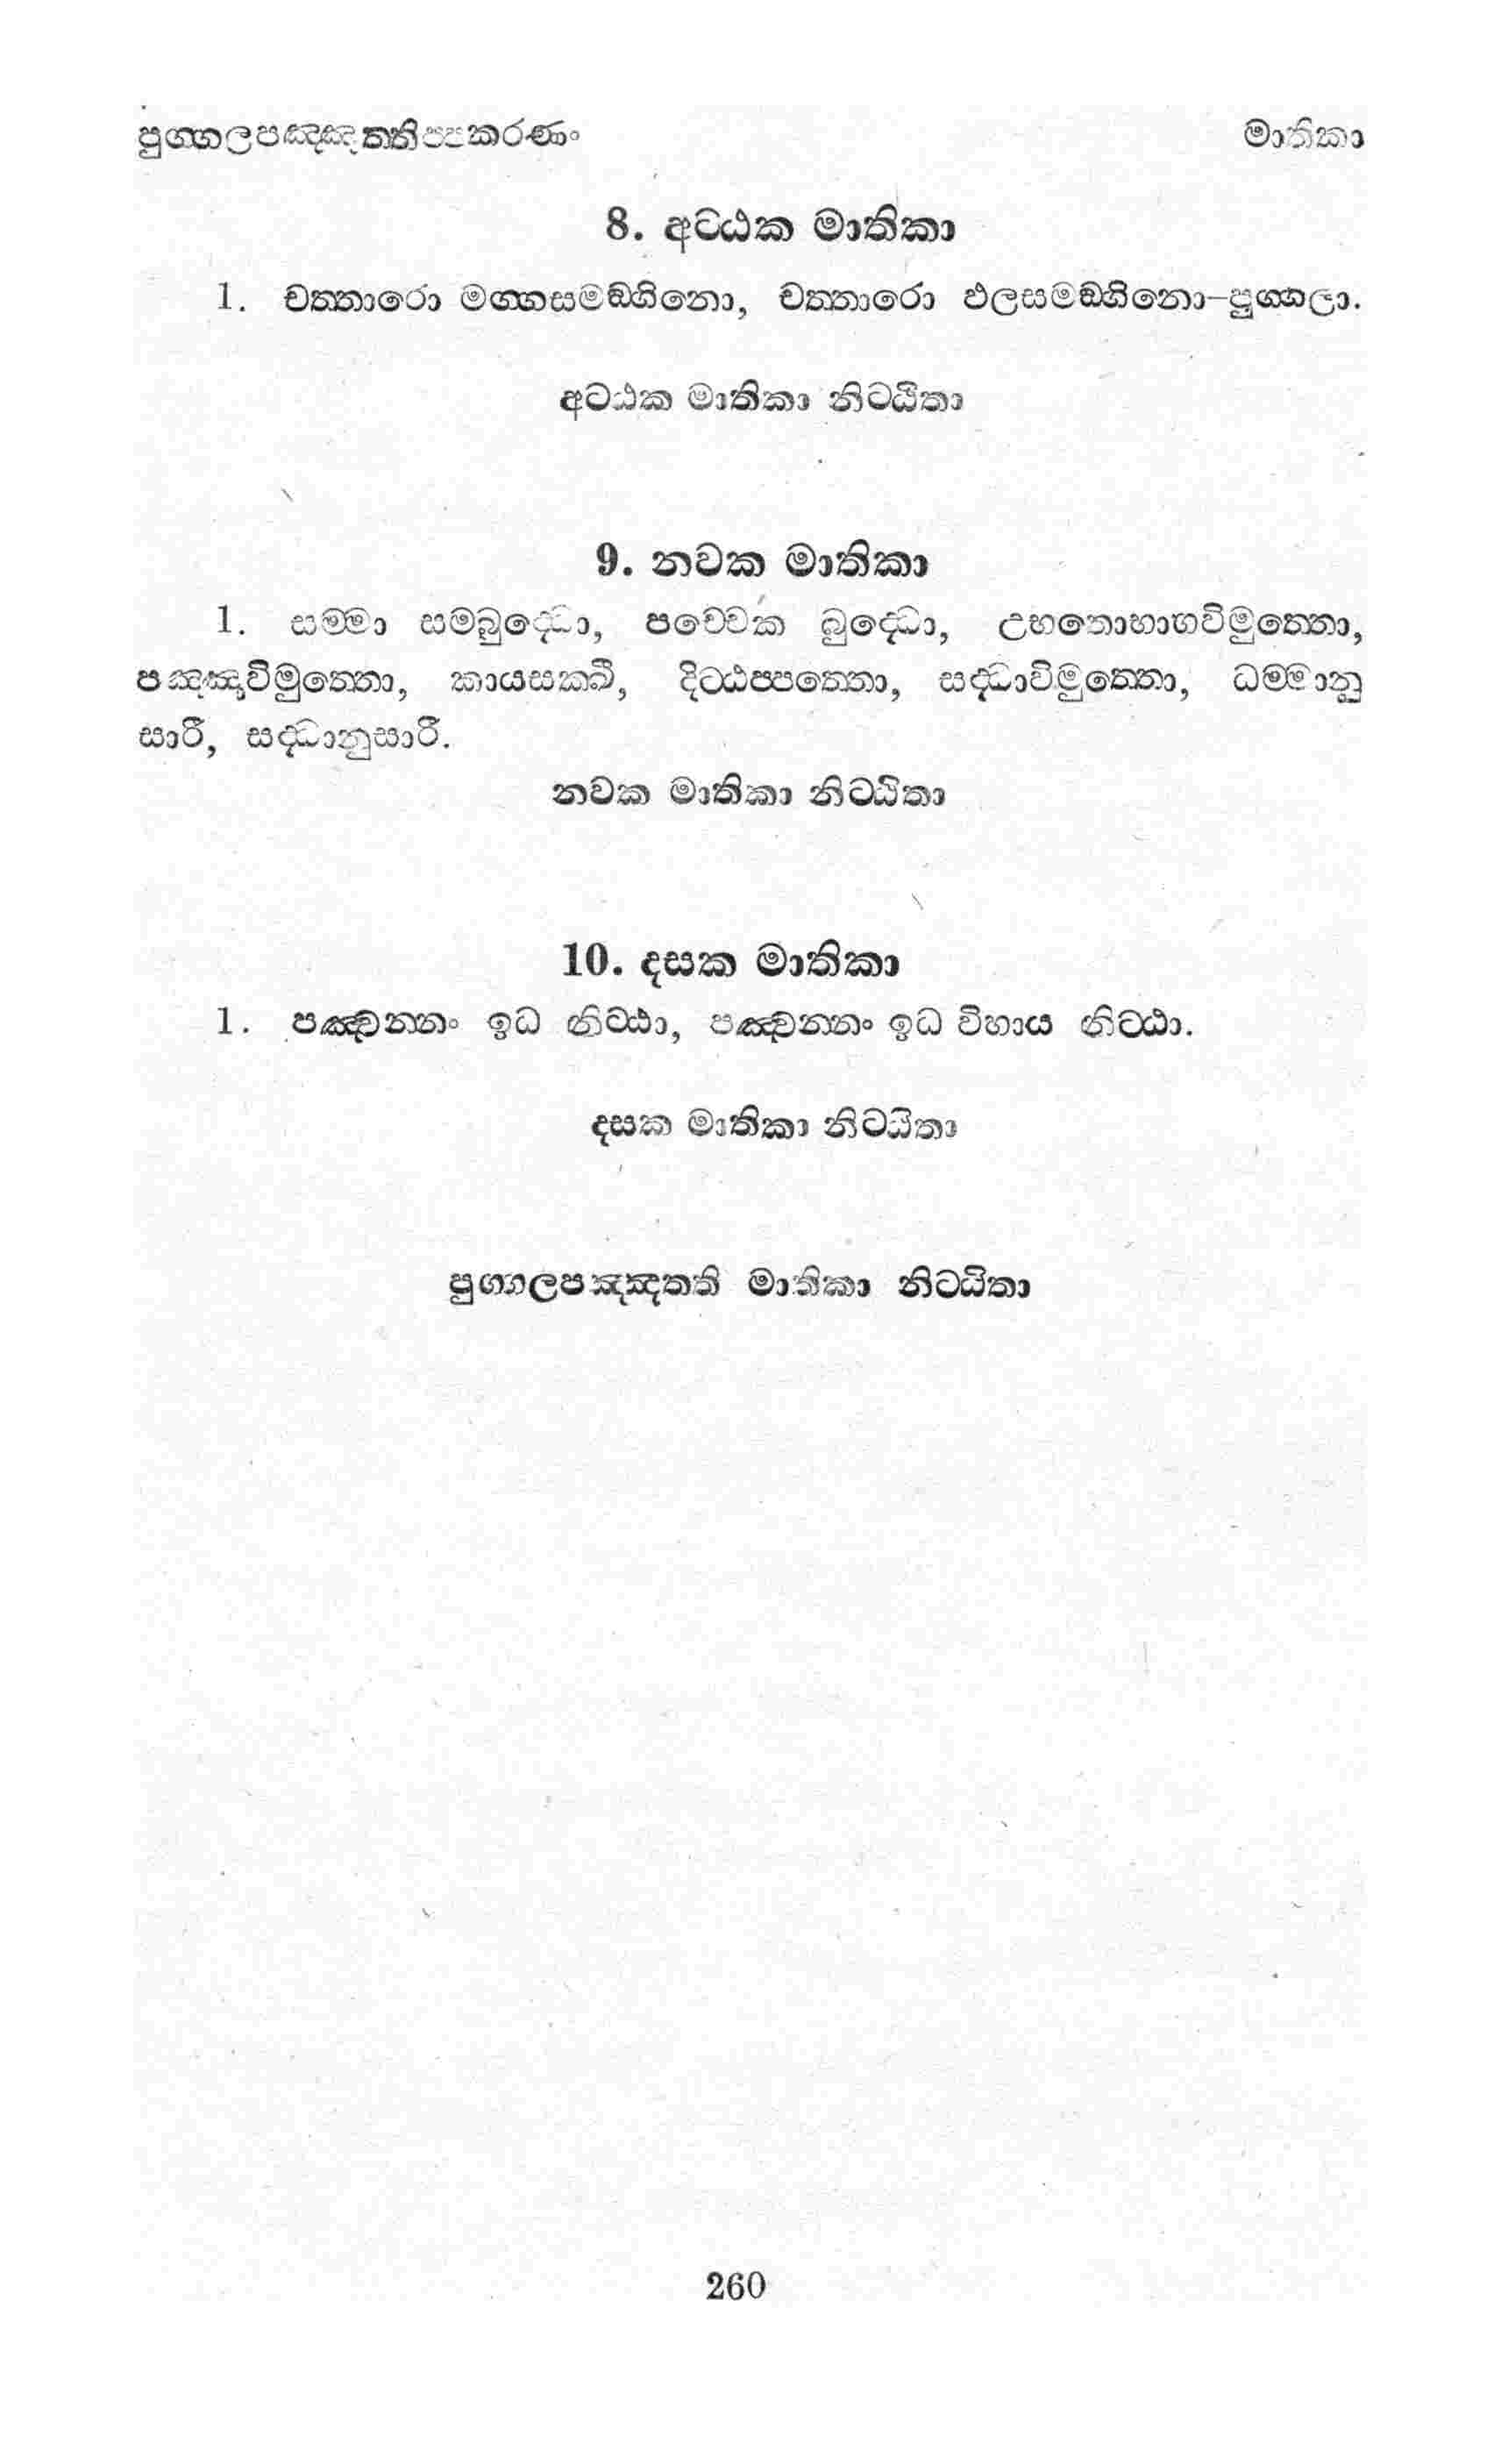 පුග්ගලපඤ්ඤත්තිප්පකරණං මාතිකා
8. අට්ඨක මාතිකා
1. චත්තාරො මග්ගසමඞ්ගිනො, චත්තාරො ඵලසමඞ්ගිනො–පුග්ගලා.
අට්ඨක මාතිකා නිට්ඨිතා
9. නවක මාතිකා
1. සම්මා සම්බුද්ධො, පච්චෙක බුද්ධො, උභතොභාගවිමුත්තො,
පඤ්ඤාවිමුත්තො, කායසක්ඛී, දිට්ඨප්පත්තො, සද්ධාවිමුත්තො, ධම්මානු
සාරී, සද්ධානුසාරී.
නවක මාතිකා නිට්ඨිතා
10. දසක මාතිකා
1. පඤ්චන්නං ඉධ නිට්ඨා, පඤ්චන්නං ඉධ විහාය නිට්ඨා.
දසක මාතිකා නිට්ඨිතා
පුග්ගලපඤ්ඤත්ති මාතිකා නිට්ඨිතා
260